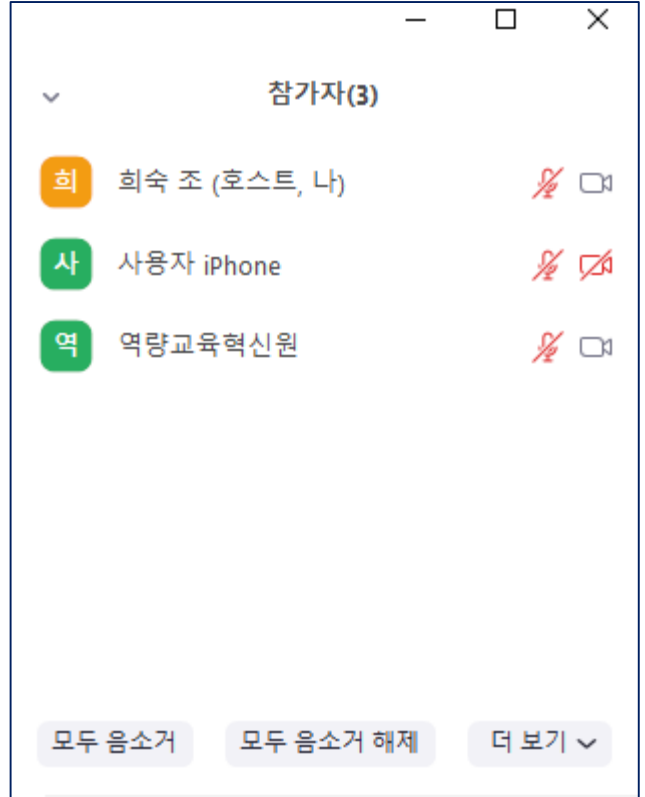 참가자(3)
희 희숙 조 (호스트, 나)
사 사용자 iPhone
역 역량교육혁신원
모두 음소거 모두 음소거 해제 더 보기